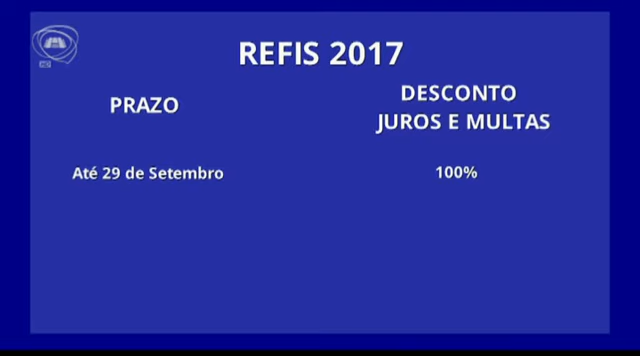 REFIS 2017
PRAZO
DESCONTO
JUROS E MULTAS
Até 29 de Setembro
100%